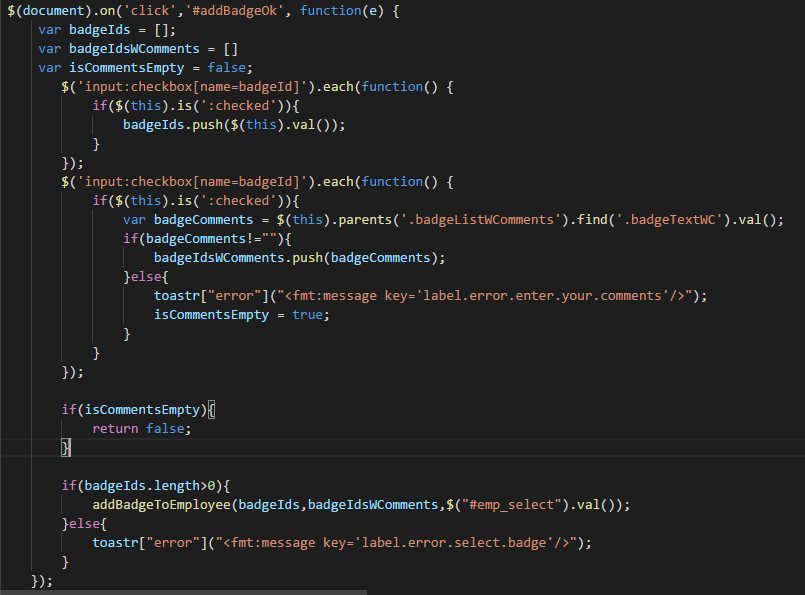 $(document).on('click','#addBadgeOk', function(e) {
var badgeIds = [];
var badgeIdsWComments = []
var isCommentsEmpty = false;
$('input:checkbox[name=badgeId]').each(function() {
if($(this).is(':checked')){
badgeIds.push($(this).val());
}
});
$('input:checkbox[name=badgeId]').each(function() {
if($(this).is(':checked')){
var badgeComments = $(this).parents('.badgeListWComments').find('.badgeTextWC').val();
if(badgeComments!=""){
badgeIdsWComments.push(badgeComments);
}else{
toastr["error"]("<fmt:message key='label.error.enter.your.comments'/>");
isCommentsEmpty = true;
}
}
});
if(isCommentsEmpty){
return false;
}
if(badgeIds.length>0){
addBadgeToEmployee(badgeIds,badgeIdsWComments,$("#emp_select").val());
}else{
toastr["error"]("<fmt:message key='label.error.select.badge'/>");
}
});